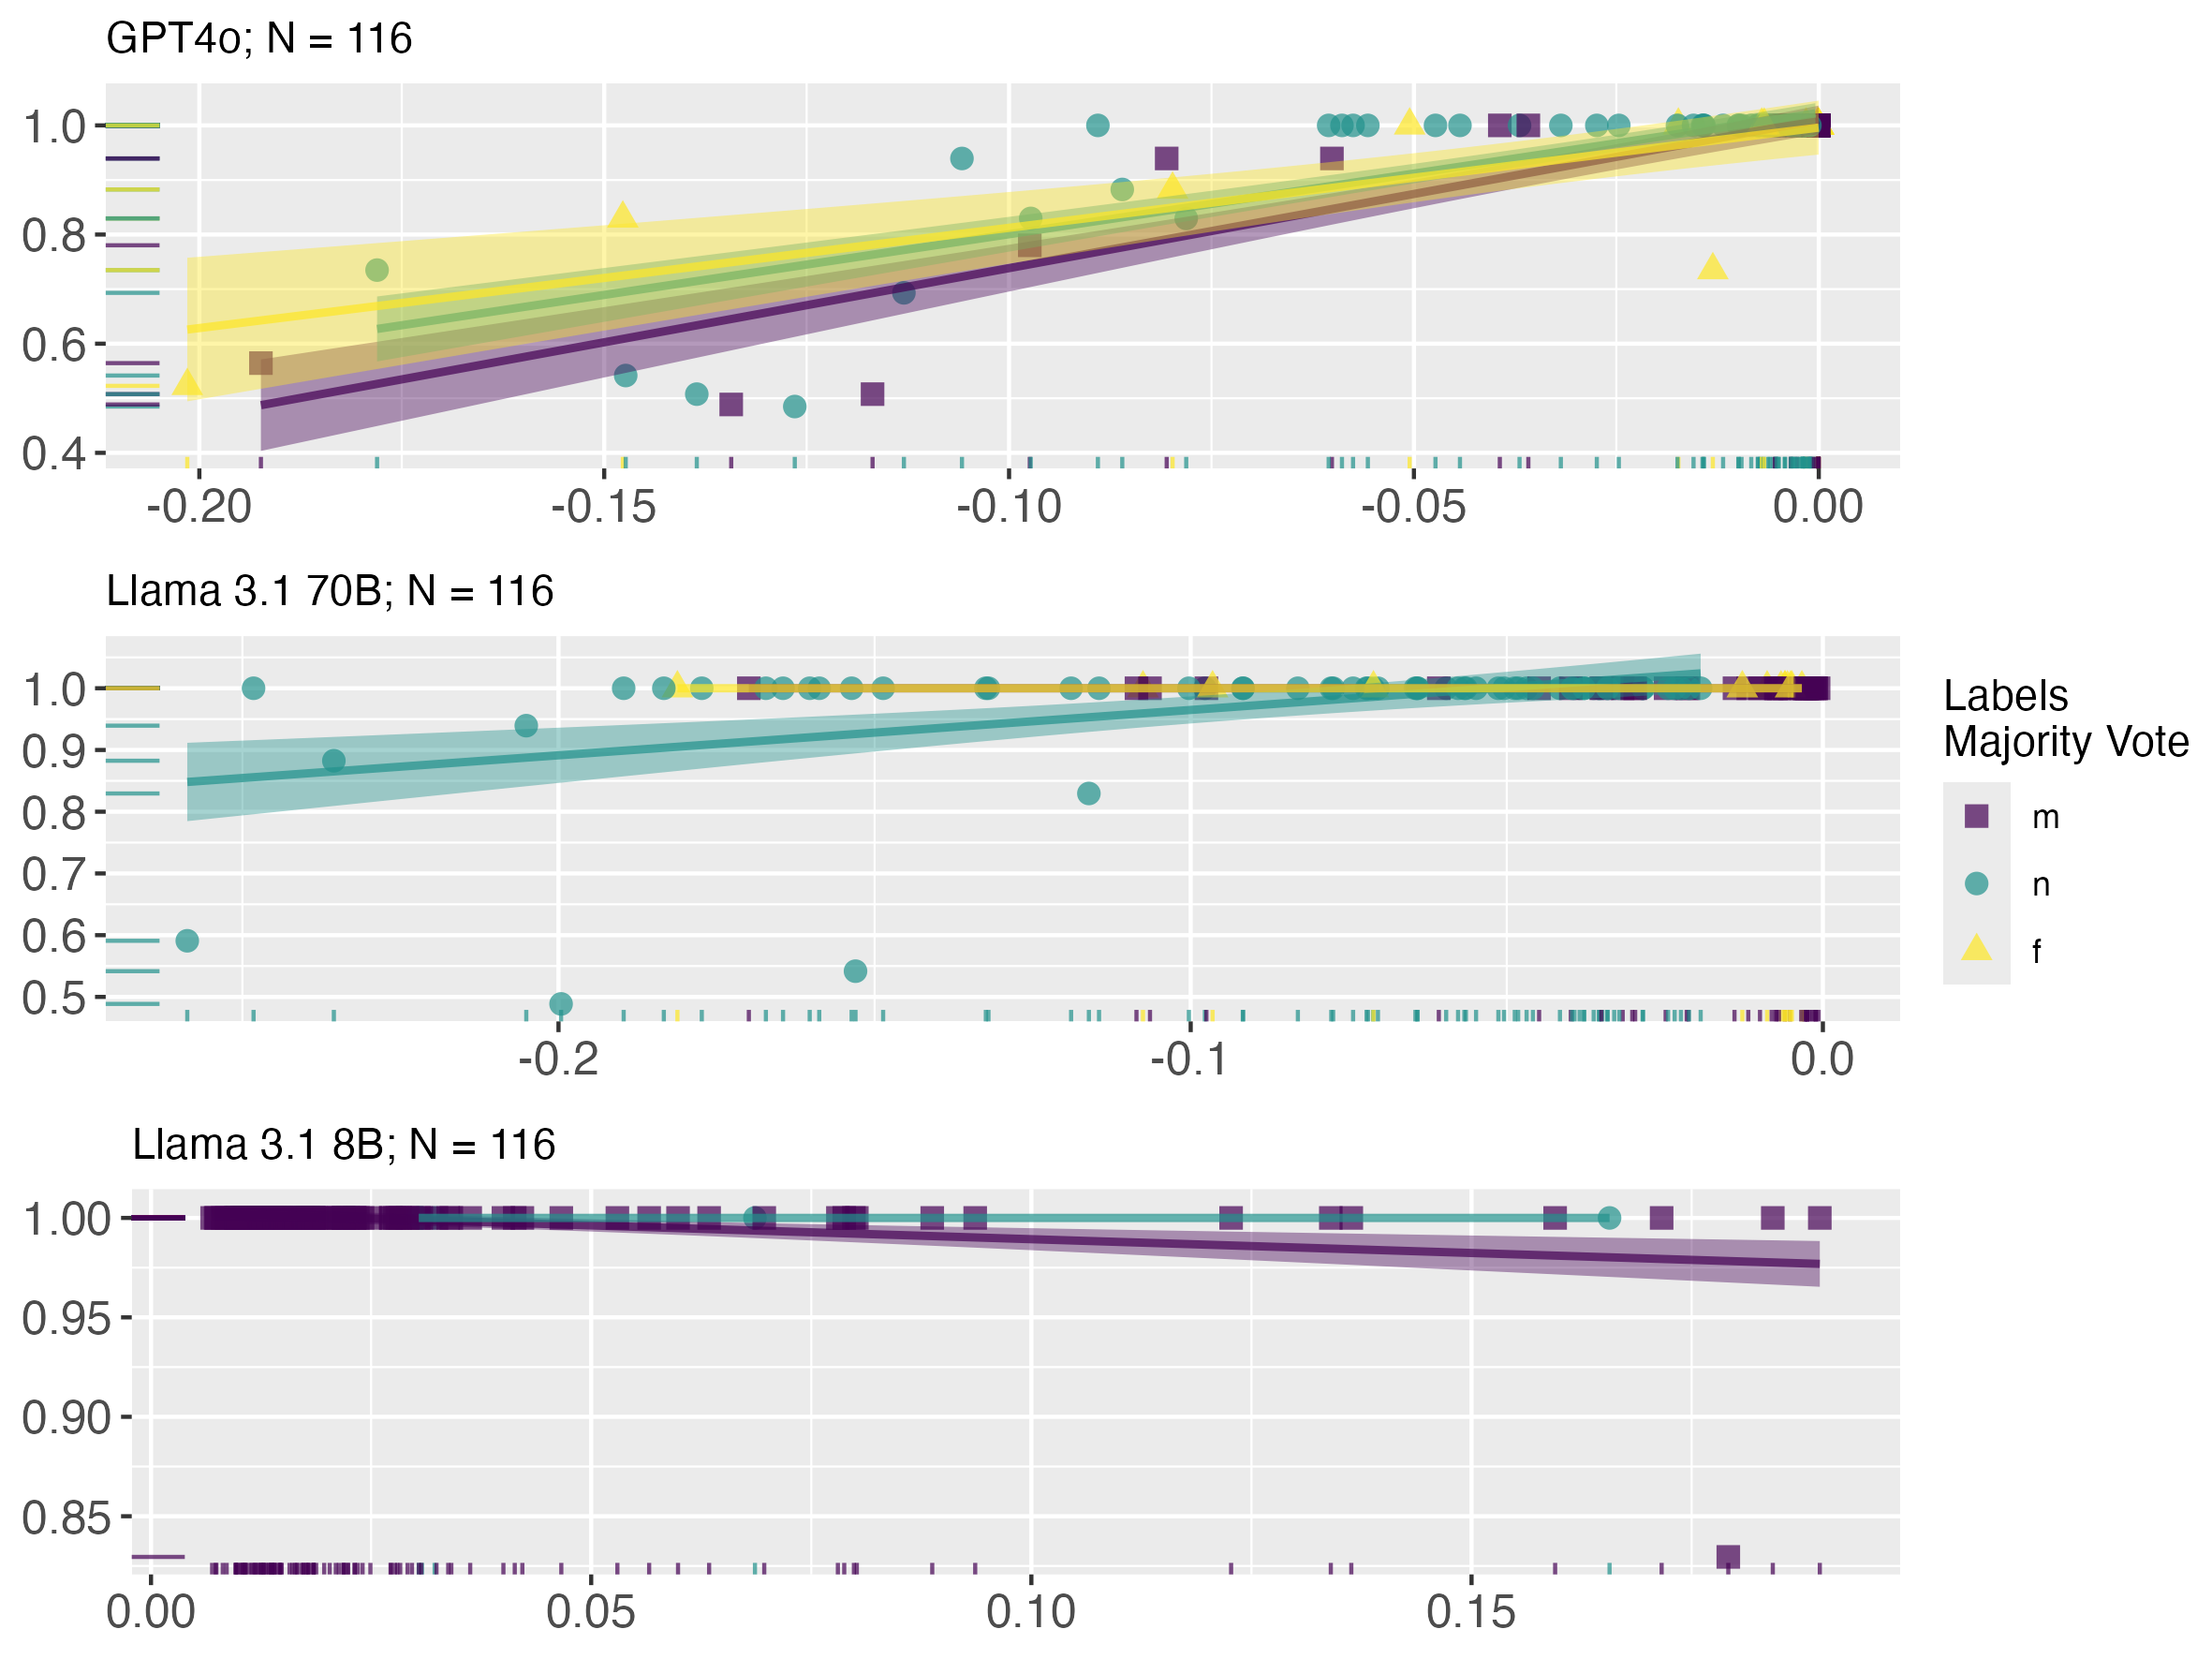 GPT4o; N = 116
1.0
0.8
0.6
0.4
-0.20 -0.15 -0.10 -0.05 0.00
Llama 3.1 70B; N = 116
1.0
0.9
0.8
0.7
0.6
0.5
-0.2 -0.1 0.0
Llama 3.1 8B; N = 116
1.00
0.95
0.90
0.85
0.00 0.05 0.10 0.15
Labels
Majority Vote
m
n
f